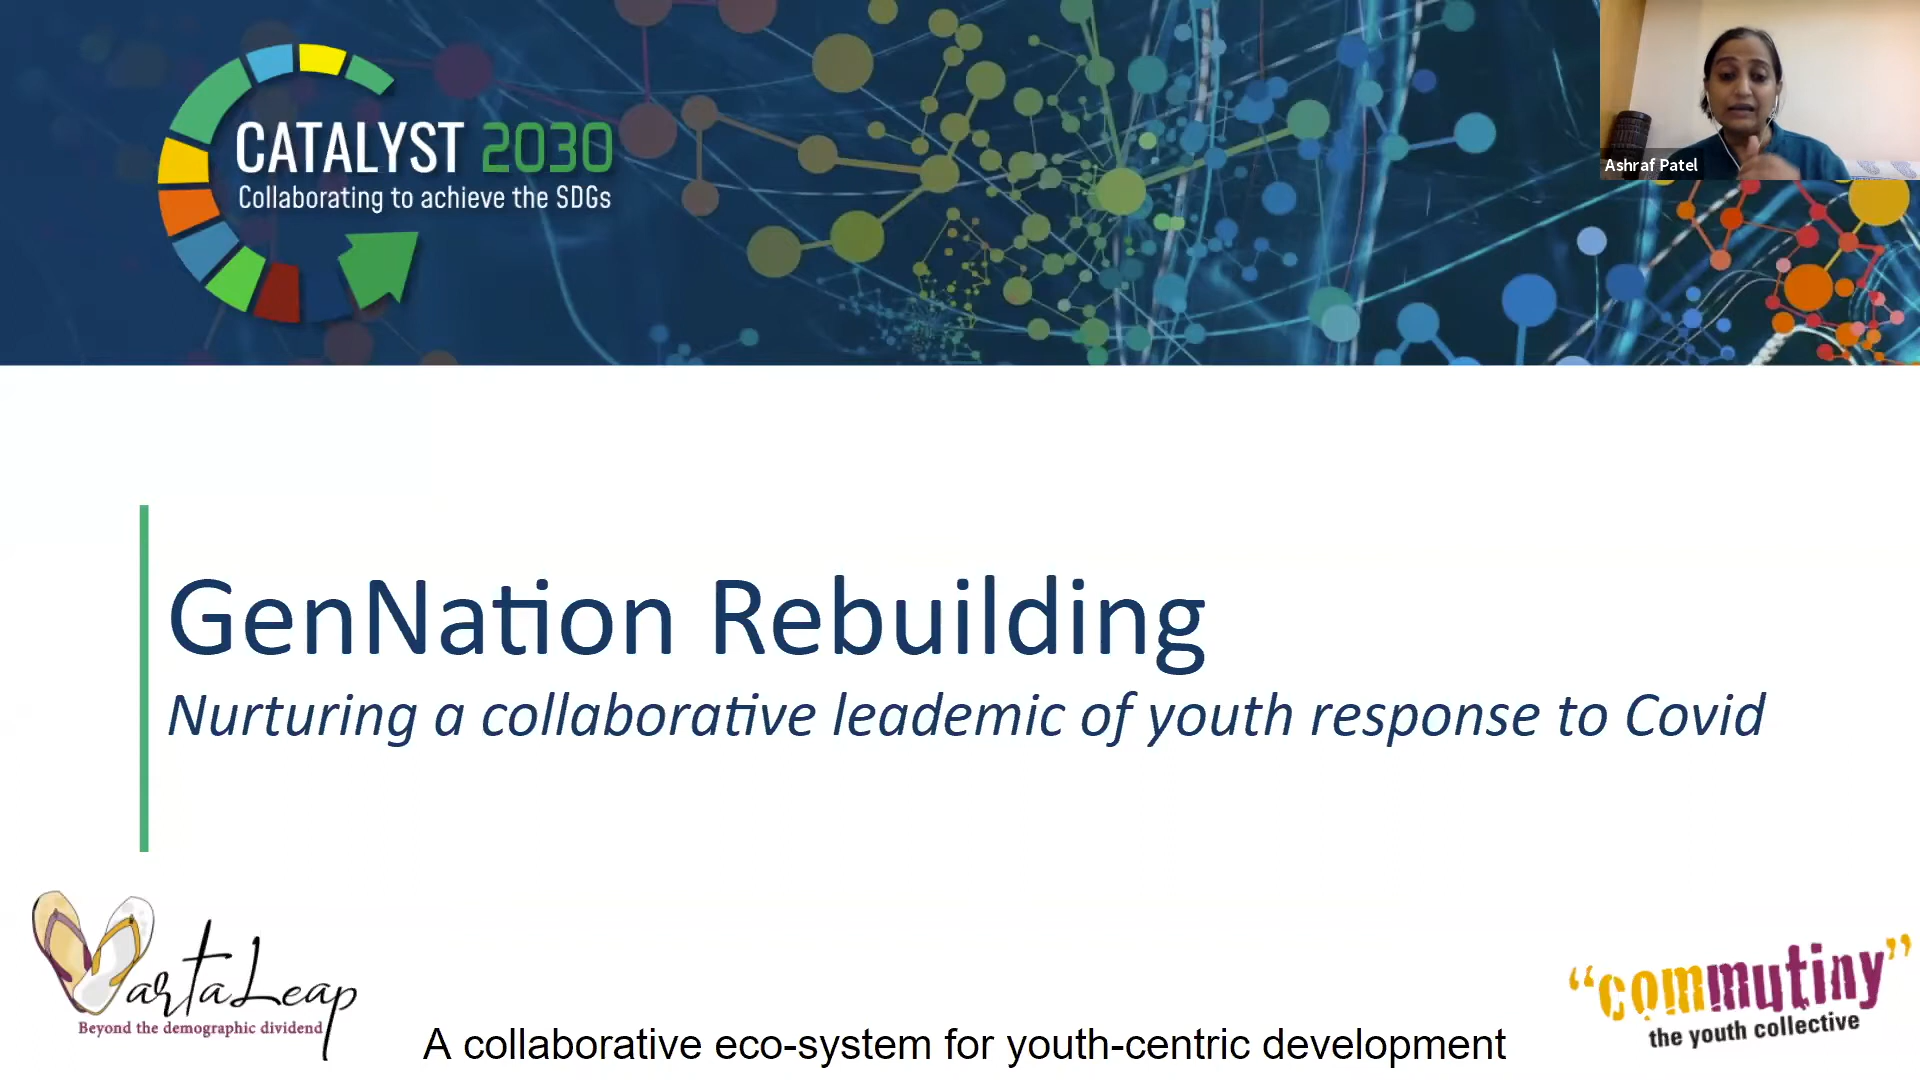 CATALYST 2030
Collaborating to achieve the SDGs
Ashraf Patel
GenNation Rebuilding
Nurturing a collaborative leademic of youth response to Covid
VartaLeap
Beyond the demographic dividend
A collaborative eco-system for youth-centric development
“commutiny”
the youth collective